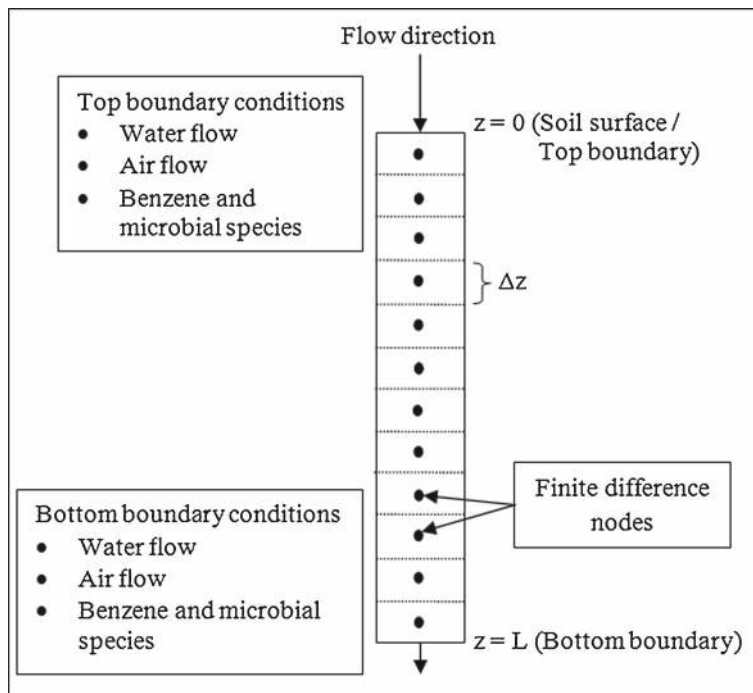 Flow direction
Top boundary conditions
• Water flow
• Air flow
• Benzene and
microbial species
z = 0 (Soil surface /
Top boundary)
Δz
Finite difference
nodes
Bottom boundary conditions
• Water flow
• Air flow
• Benzene and microbial
species
z = L (Bottom boundary)